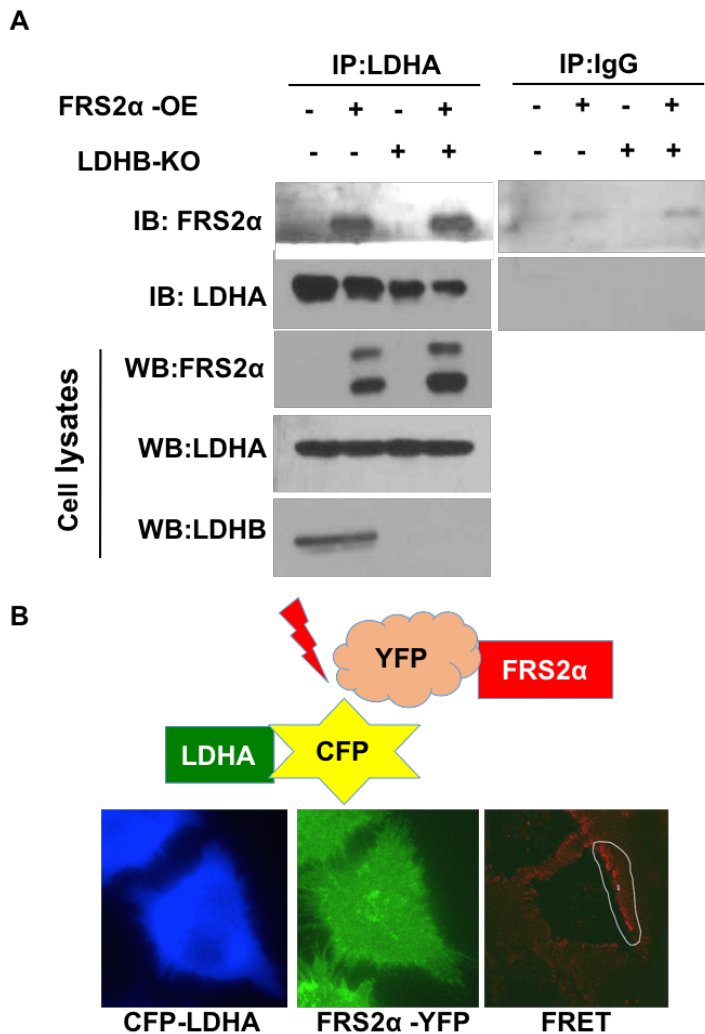 A
IP:LDHA IP:IgG
FRS2α -OE - + - + - + - +
LDHB-KO - - + + - - + +
IB: FRS2α
IB: LDHA
Cell lysates
WB:FRS2α
WB:LDHA
WB:LDHB
B
YFP FRS2α
LDHA CFP
CFP-LDHA FRS2α -YFP FRET